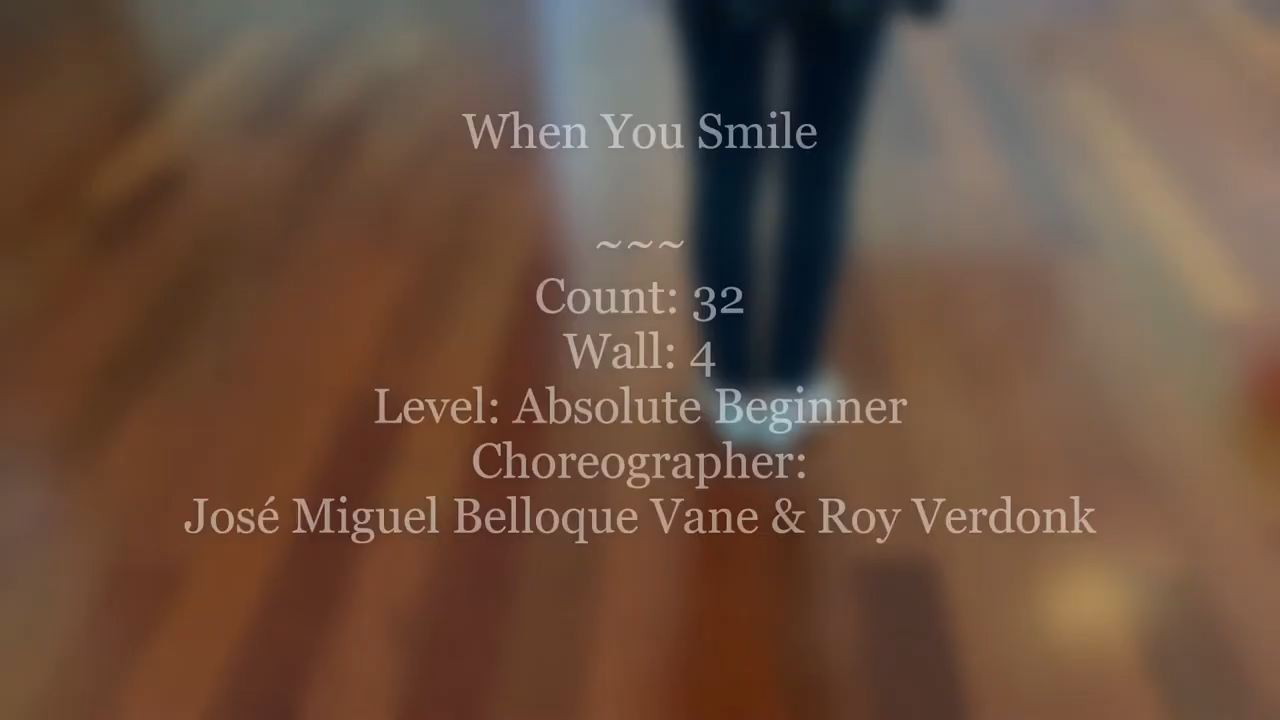 When You Smile
~~~
Count: 32
Wall: 4
Level: Absolute Beginner
Choreographer:
José Miguel Belloque Vane & Roy Verdonk